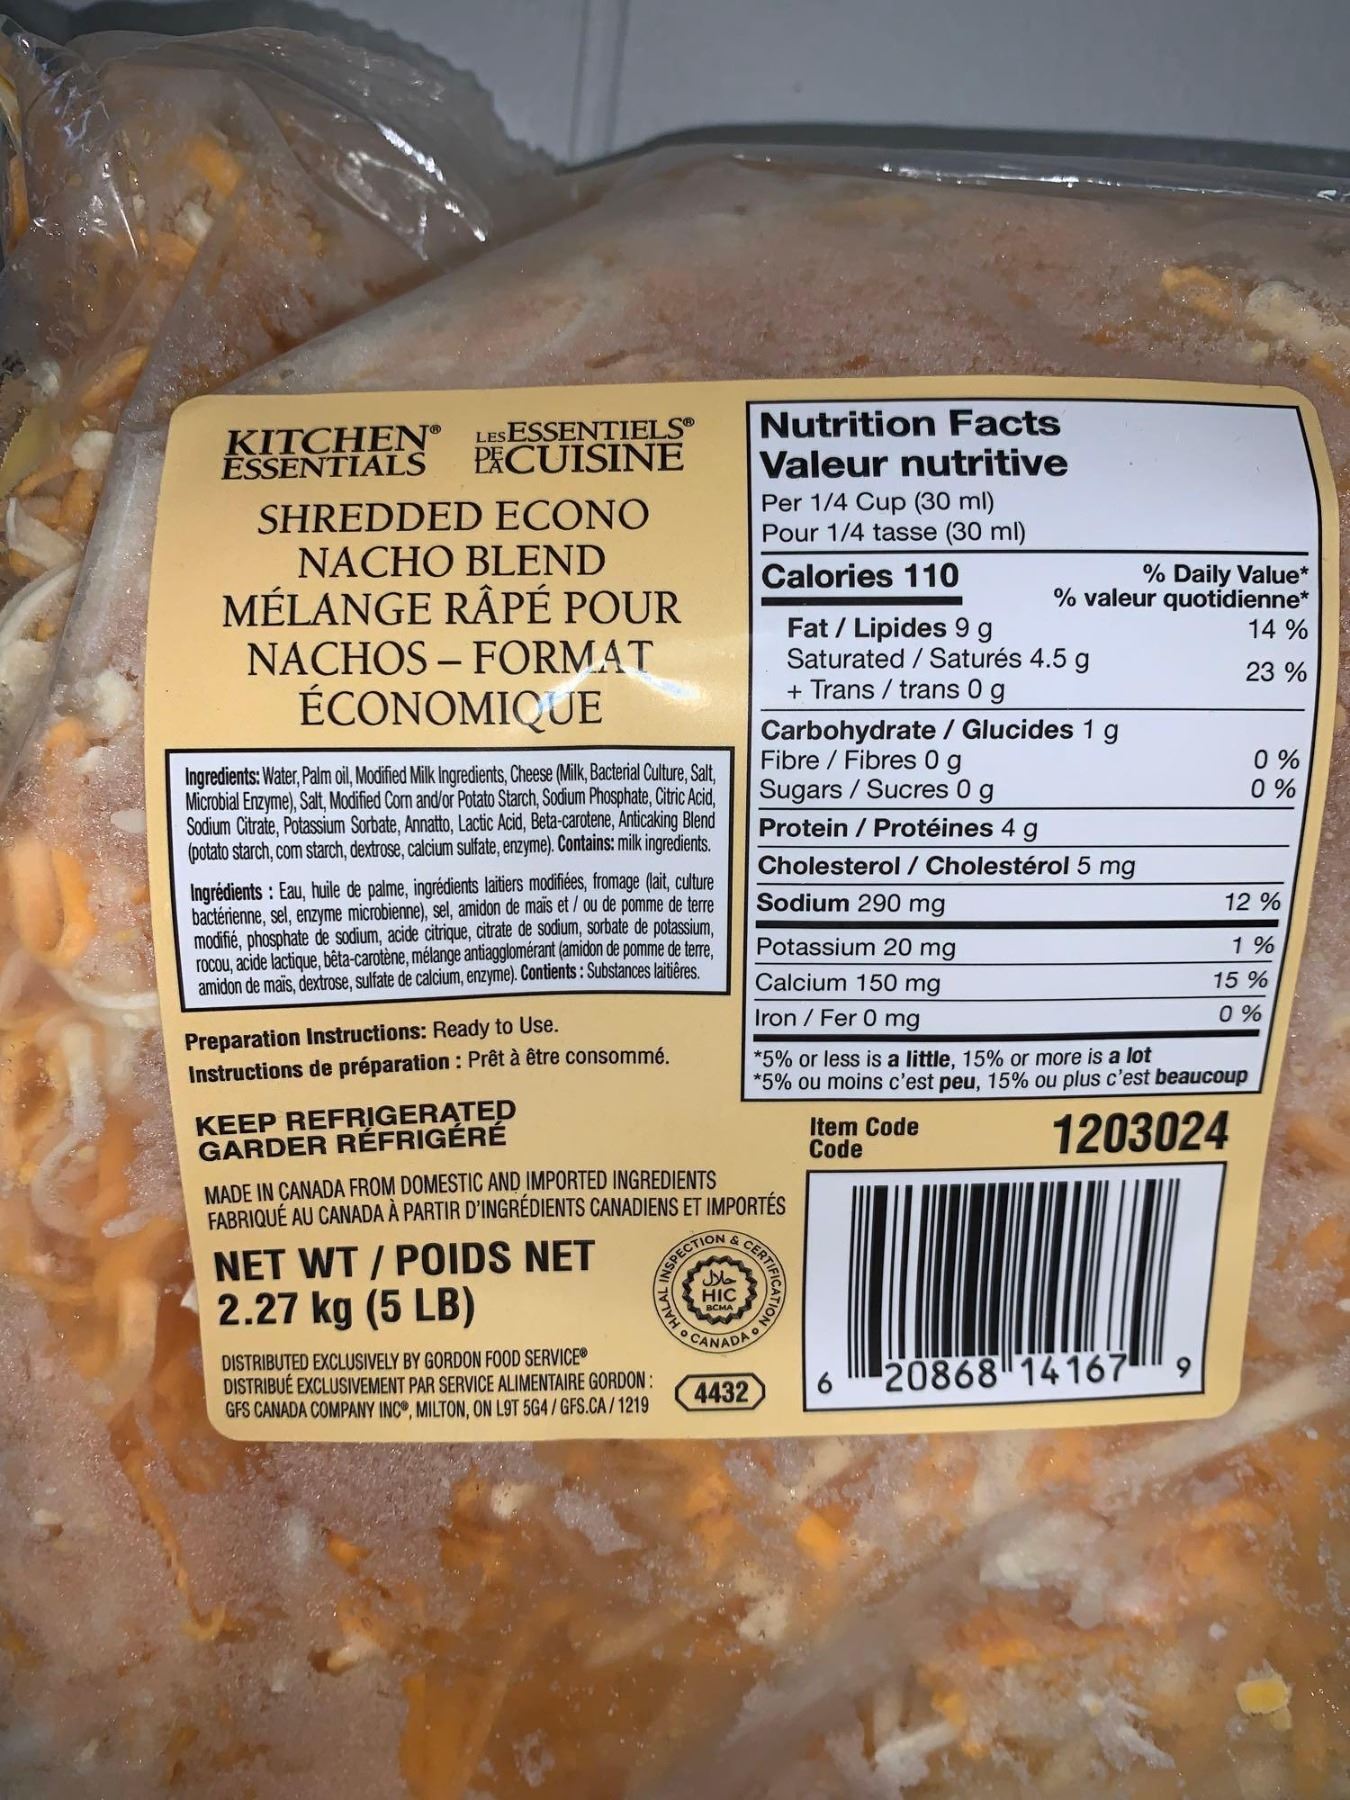 KITCHEN®
ESSENTIALS
LES ESSENTIELS®
DE LA CUISINE
SHREDDED ECONO
NACHO BLEND
MÉLANGE RÂPÉ POUR
NACHOS – FORMAT
ÉCONOMIQUE
Ingredients: Water, Palm oil, Modified Milk Ingredients, Cheese (Milk, Bacterial Culture, Salt,
Microbial Enzyme), Salt, Modified Corn and/or Potato Starch, Sodium Phosphate, Citric Acid,
Sodium Citrate, Potassium Sorbate, Annatto, Lactic Acid, Beta-carotene, Anticaking Blend
(potato starch, corn starch, dextrose, calcium sulfate, enzyme). Contains: milk ingredients.
Ingrédients : Eau, huile de palme, ingrédients laitiers modifiées, fromage (lait, culture
bactérienne, sel, enzyme microbienne), sel, amidon de maïs et / ou de pomme de terre
modifié, phosphate de sodium, acide citrique, citrate de sodium, sorbate de potassium,
rocou, acide lactique, bêta-carotène, mélange antiagglomérant (amidon de pomme de terre,
amidon de maïs, dextrose, sulfate de calcium, enzyme). Contients : Substances laitiêres.
Preparation Instructions: Ready to Use.
Instructions de préparation : Prêt à être consommé.
KEEP REFRIGERATED
GARDER RÉFRIGÉRÉ
MADE IN CANADA FROM DOMESTIC AND IMPORTED INGREDIENTS
FABRIQUÉ AU CANADA À PARTIR D'INGRÉDIENTS CANADIENS ET IMPORTÉS
NET WT / POIDS NET
2.27 kg (5 LB)
HALAL INSPECTION & CERTIFICATION
حلال
HIC
BCMA
CANADA
DISTRIBUTED EXCLUSIVELY BY GORDON FOOD SERVICE®
DISTRIBUÉ EXCLUSIVEMENT PAR SERVICE ALIMENTAIRE GORDON :
GFS CANADA COMPANY INC®, MILTON, ON L9T 5G4 / GFS.CA / 1219
4432
Nutrition Facts
Valeur nutritive
Per 1/4 Cup (30 ml)
Pour 1/4 tasse (30 ml)
Calories 110
% Daily Value*
% valeur quotidienne*
Fat / Lipides 9 g 14 %
Saturated / Saturés 4.5 g
+ Trans / trans 0 g 23 %
Carbohydrate / Glucides 1 g
Fibre / Fibres 0 g 0 %
Sugars / Sucres 0 g 0 %
Protein / Protéines 4 g
Cholesterol / Cholestérol 5 mg
Sodium 290 mg 12 %
Potassium 20 mg 1 %
Calcium 150 mg 15 %
Iron / Fer 0 mg 0 %
*5% or less is a little, 15% or more is a lot
*5% ou moins c'est peu, 15% ou plus c'est beaucoup
Item Code
Code
1203024
6 20868 14167 9